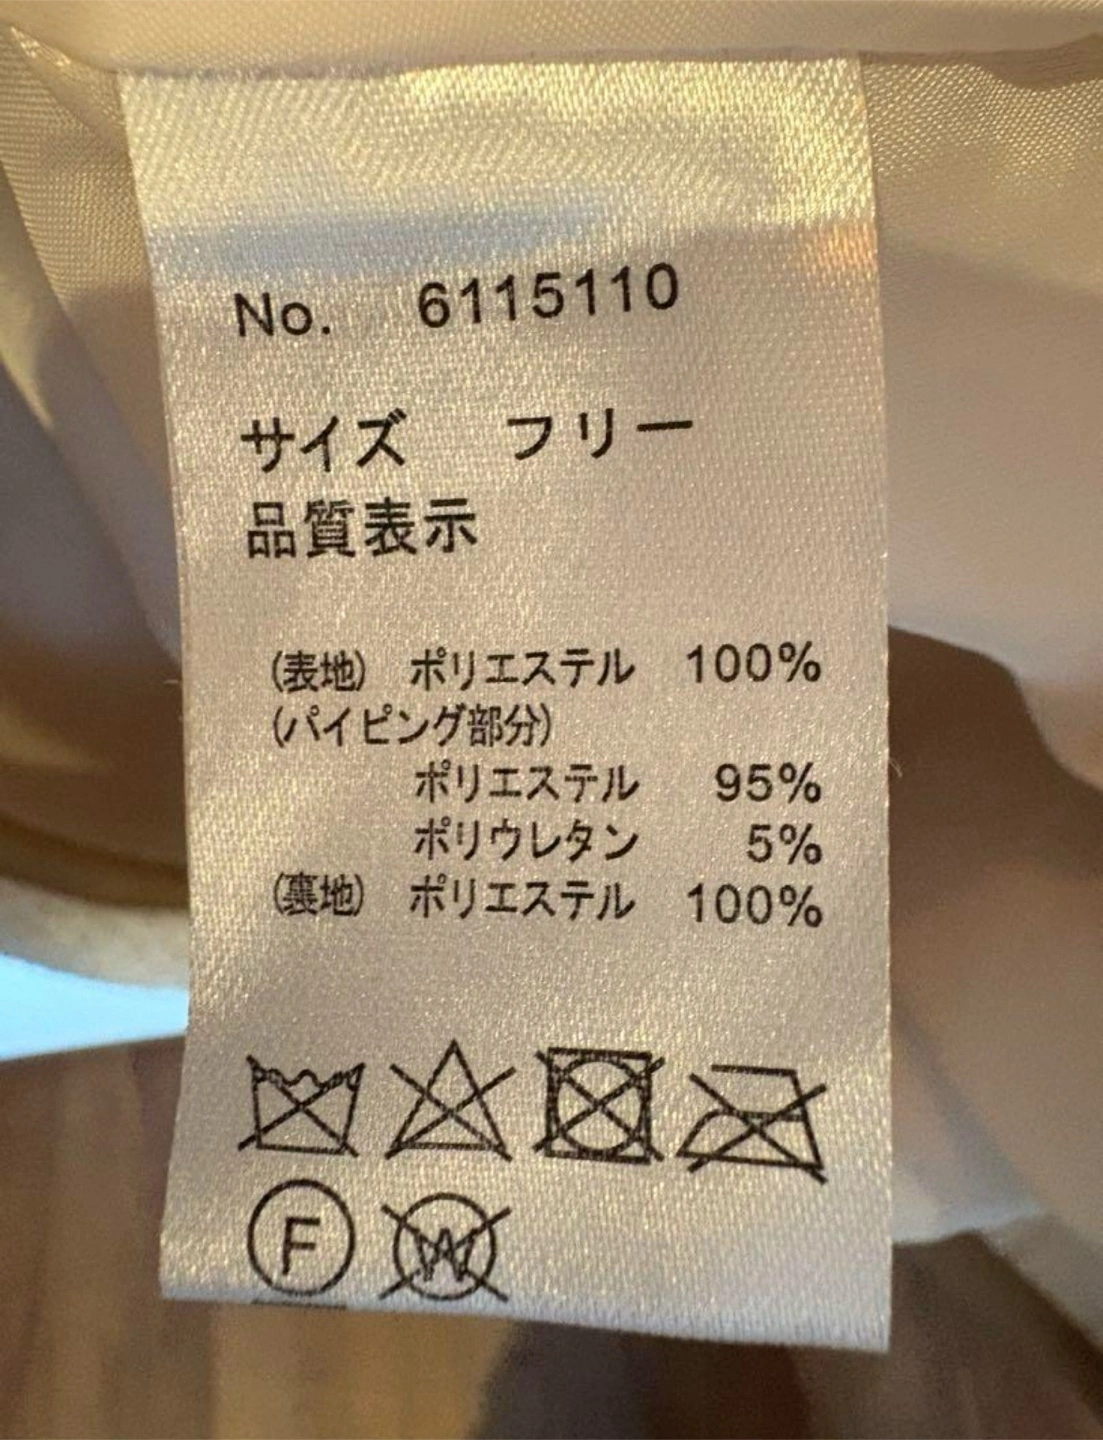 No. 6115110
サイズ フリー
品質表示
(表地) ポリエステル 100%
(パイピング部分)
ポリエステル 95%
ポリウレタン 5%
(裏地) ポリエステル 100%
F W